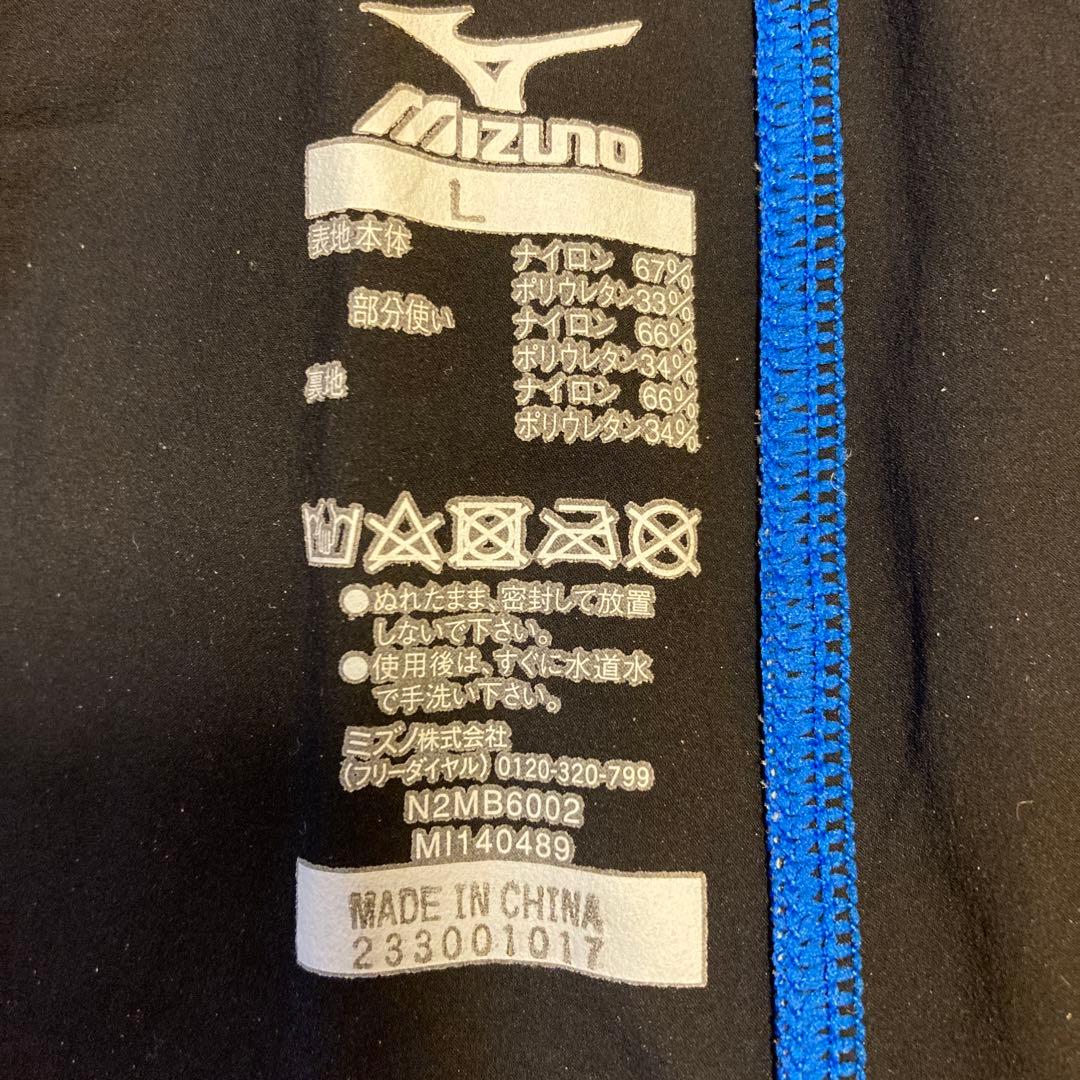 MIZUNO
L
表地 本体 ナイロン 67%
ポリウレタン33%
部分使い ナイロン 66%
ポリウレタン34%
裏地 ナイロン 66%
ポリウレタン34%
●ぬれたまま、密封して放置
しないで下さい。
●使用後は、すぐに水道水
で手洗い下さい。
ミズノ株式会社
(フリーダイヤル) 0120-320-799
N2MB6002
MI140489
MADE IN CHINA
233001017